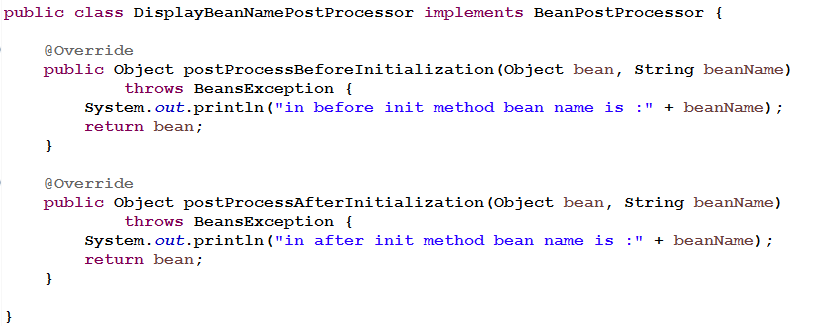 public class DisplayBeanNamePostProcessor implements BeanPostProcessor {
@Override
public Object postProcessBeforeInitialization(Object bean, String beanName)
throws BeansException {
System.out.println("in before init method bean name is :" + beanName);
return bean;
}
@Override
public Object postProcessAfterInitialization(Object bean, String beanName)
throws BeansException {
System.out.println("in after init method bean name is :" + beanName);
return bean;
}
}